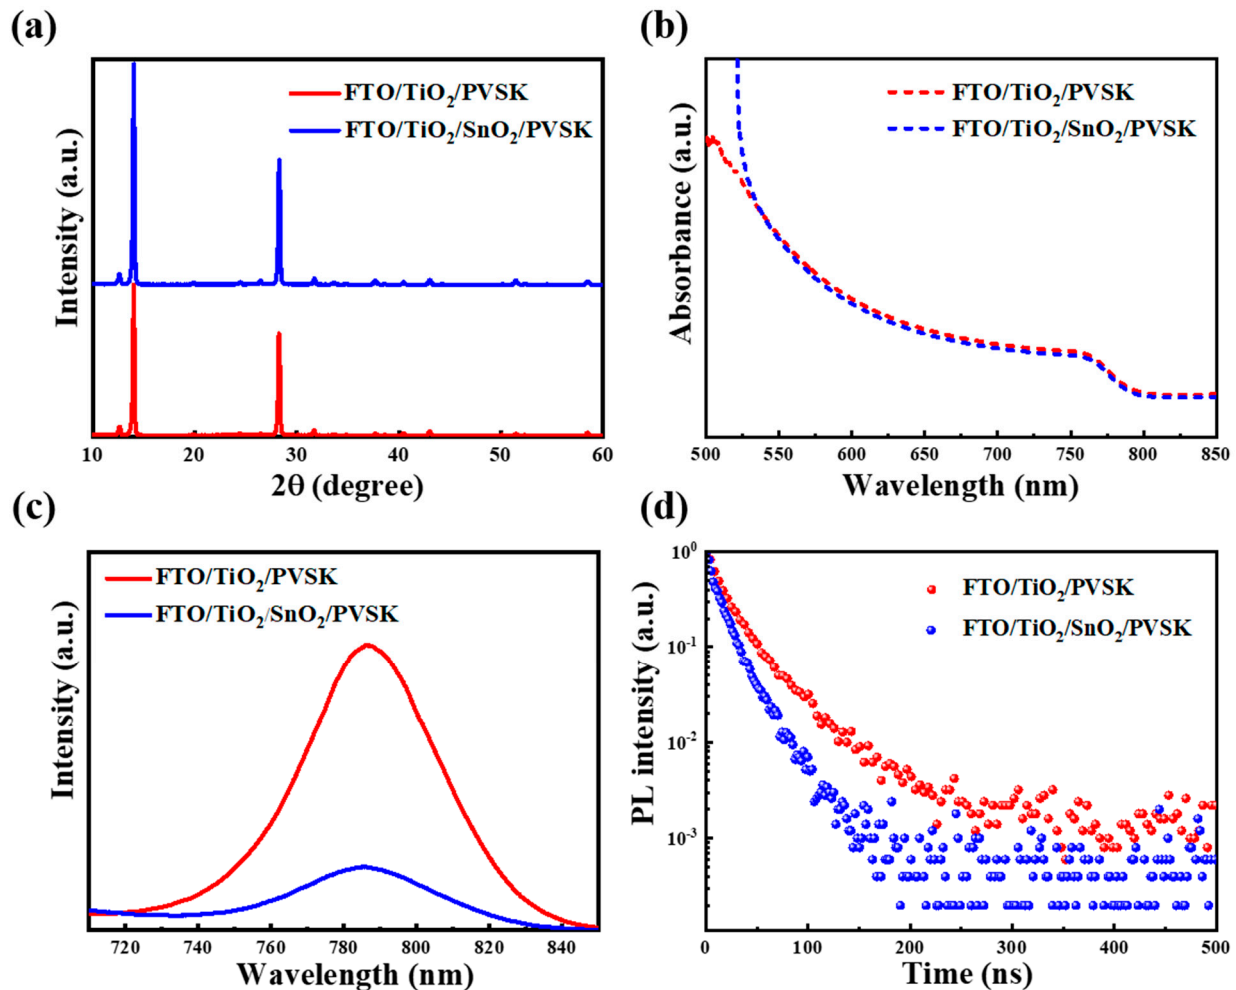 (a)
FTO/TiO₂/PVSK
FTO/TiO₂/SnO₂/PVSK
Intensity (a.u.)
10 20 30 40 50 60
2θ (degree)
(b)
FTO/TiO₂/PVSK
FTO/TiO₂/SnO₂/PVSK
Absorbance (a.u.)
500 550 600 650 700 750 800 850
Wavelength (nm)
(c)
FTO/TiO₂/PVSK
FTO/TiO₂/SnO₂/PVSK
Intensity (a.u.)
720 740 760 780 800 820 840
Wavelength (nm)
(d)
10⁰
10⁻¹
10⁻²
10⁻³
FTO/TiO₂/PVSK
FTO/TiO₂/SnO₂/PVSK
PL intensity (a.u.)
0 100 200 300 400 500
Time (ns)